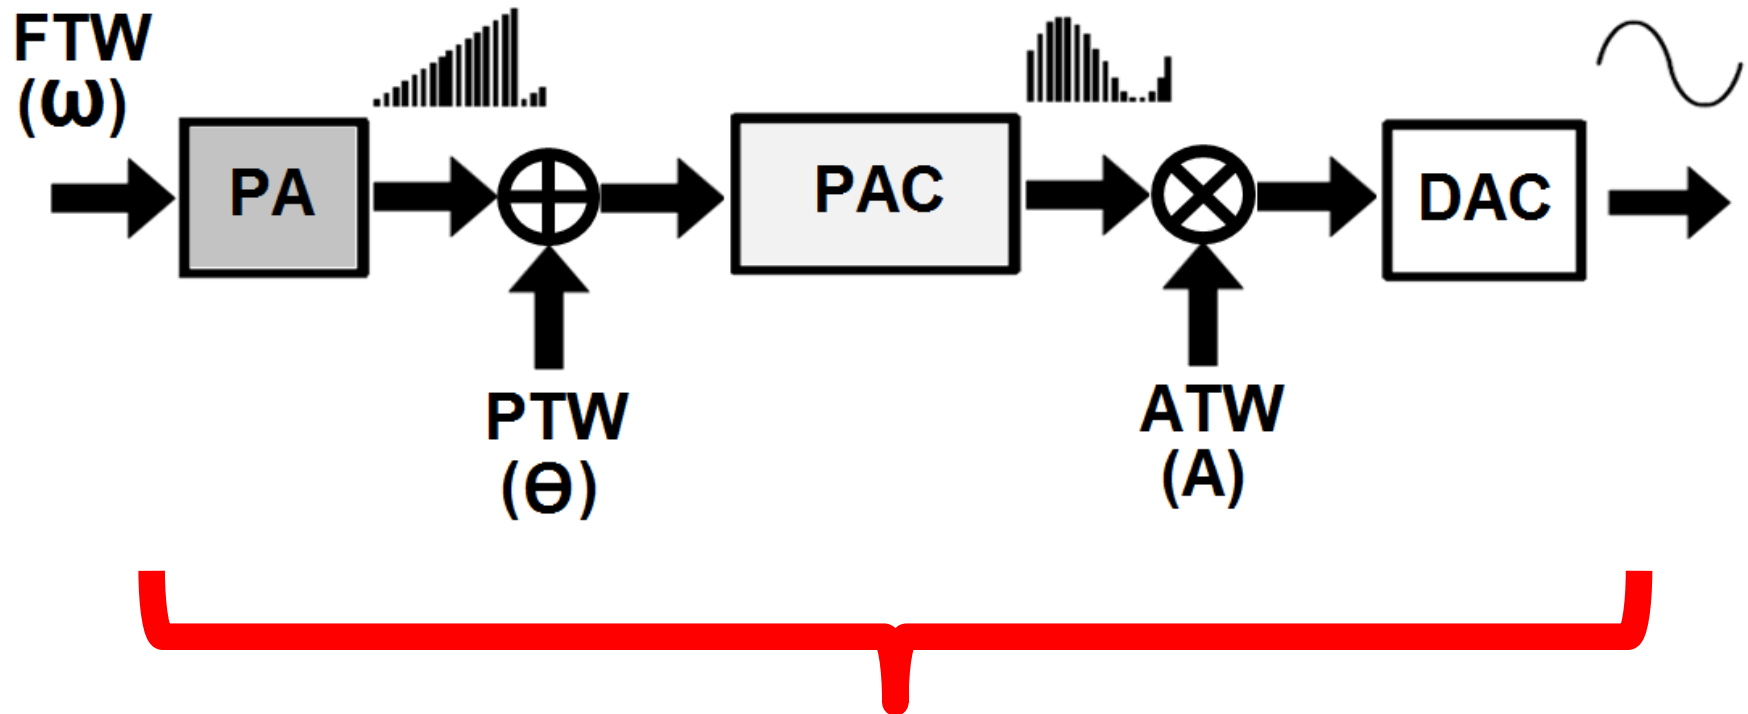 FTW
(ω)
PA
PAC
DAC
PTW
(Θ)
ATW
(A)